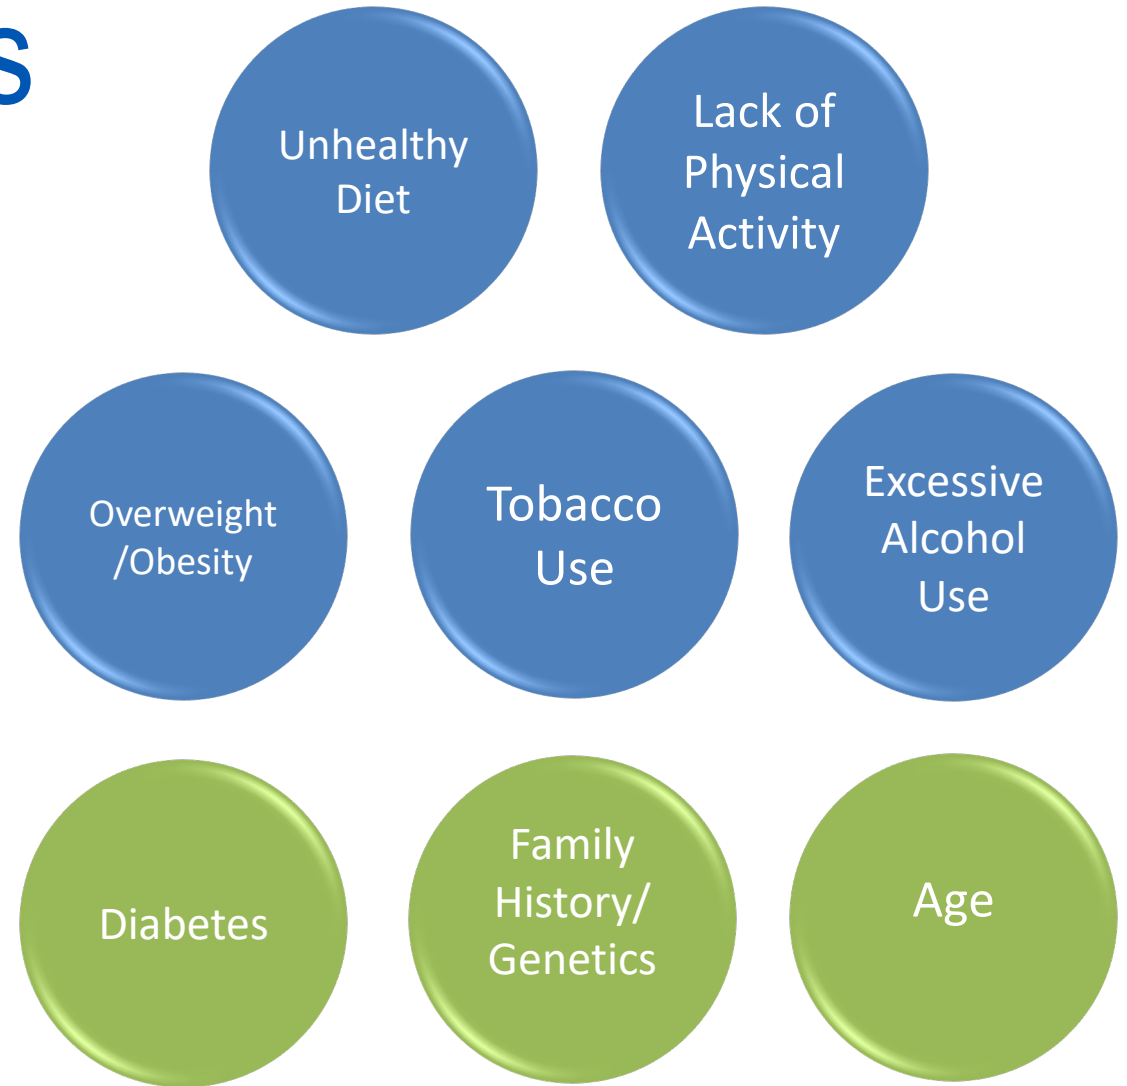 s
Unhealthy
Diet
Lack of
Physical
Activity
Overweight
/Obesity
Tobacco
Use
Excessive
Alcohol
Use
Diabetes
Family
History/
Genetics
Age